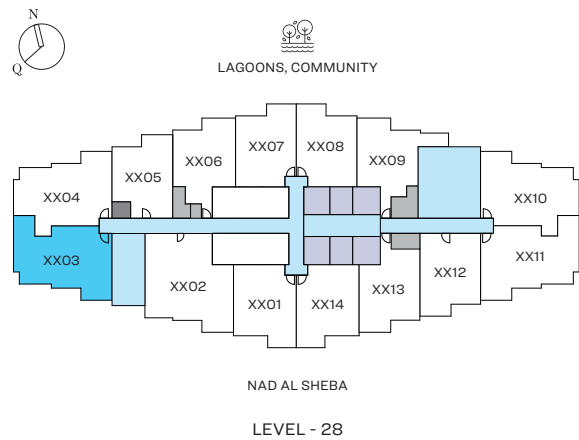 N
Q
LAGOONS, COMMUNITY
XX07
XX08
XX06
XX09
XX05
XX04
XX10
XX03
XX11
XX12
XX02
XX13
XX01
XX14
NAD AL SHEBA
LEVEL - 28